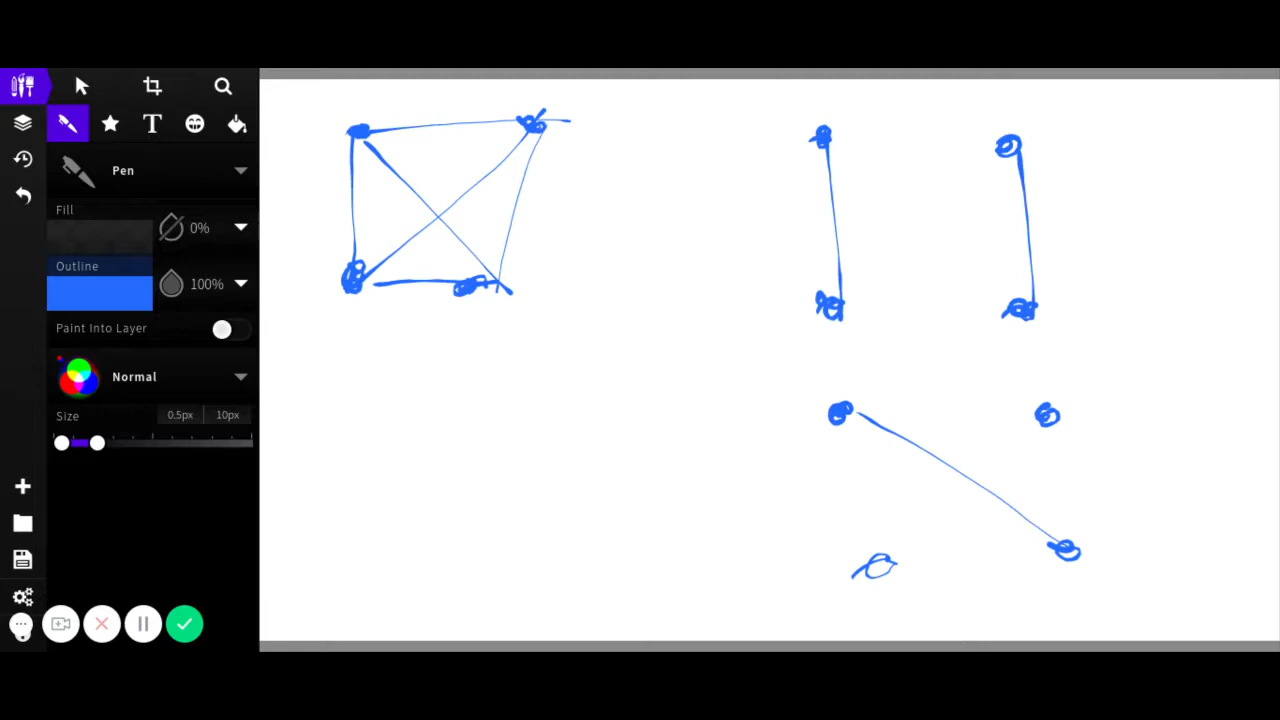 T
Pen
Fill
0%
Outline
100%
Paint Into Layer
Normal
Size
0.5px
10px